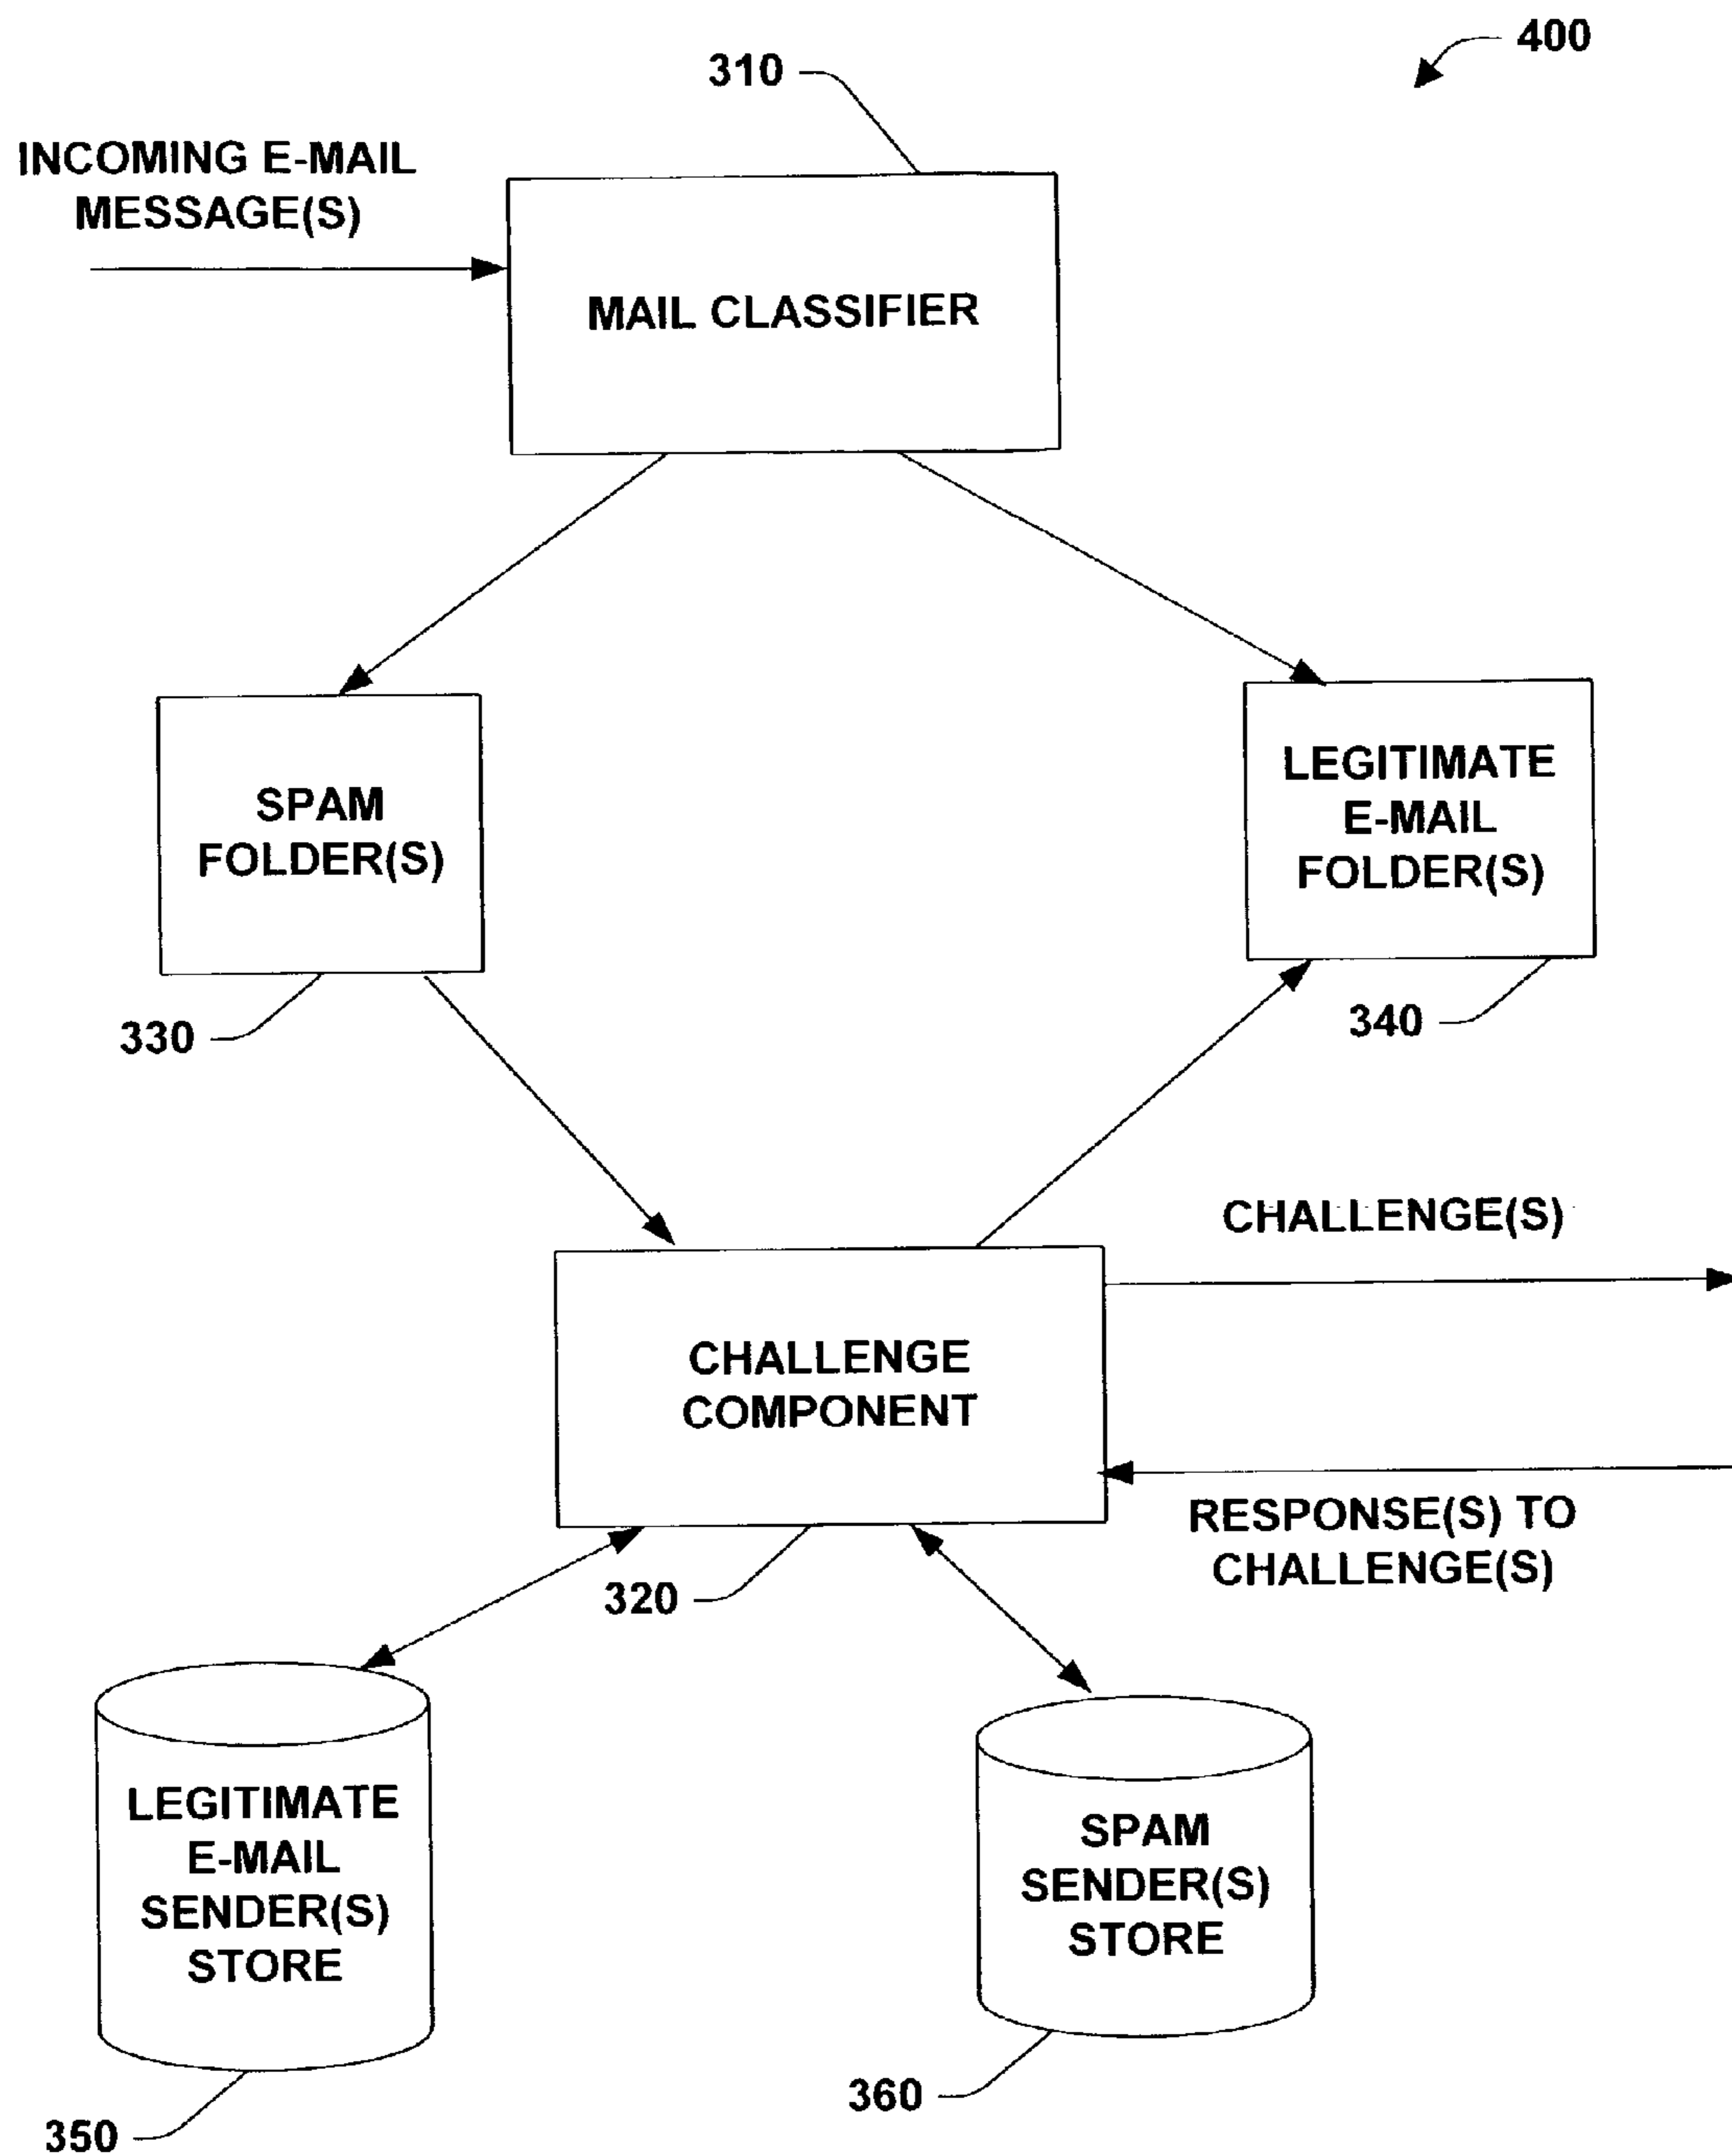 400
310
INCOMING E-MAIL
MESSAGE(S)
MAIL CLASSIFIER
SPAM
FOLDER(S)
LEGITIMATE
E-MAIL
FOLDER(S)
330
340
CHALLENGE(S)
CHALLENGE
COMPONENT
RESPONSE(S) TO
CHALLENGE(S)
320
LEGITIMATE
E-MAIL
SENDER(S)
STORE
SPAM
SENDER(S)
STORE
350
360